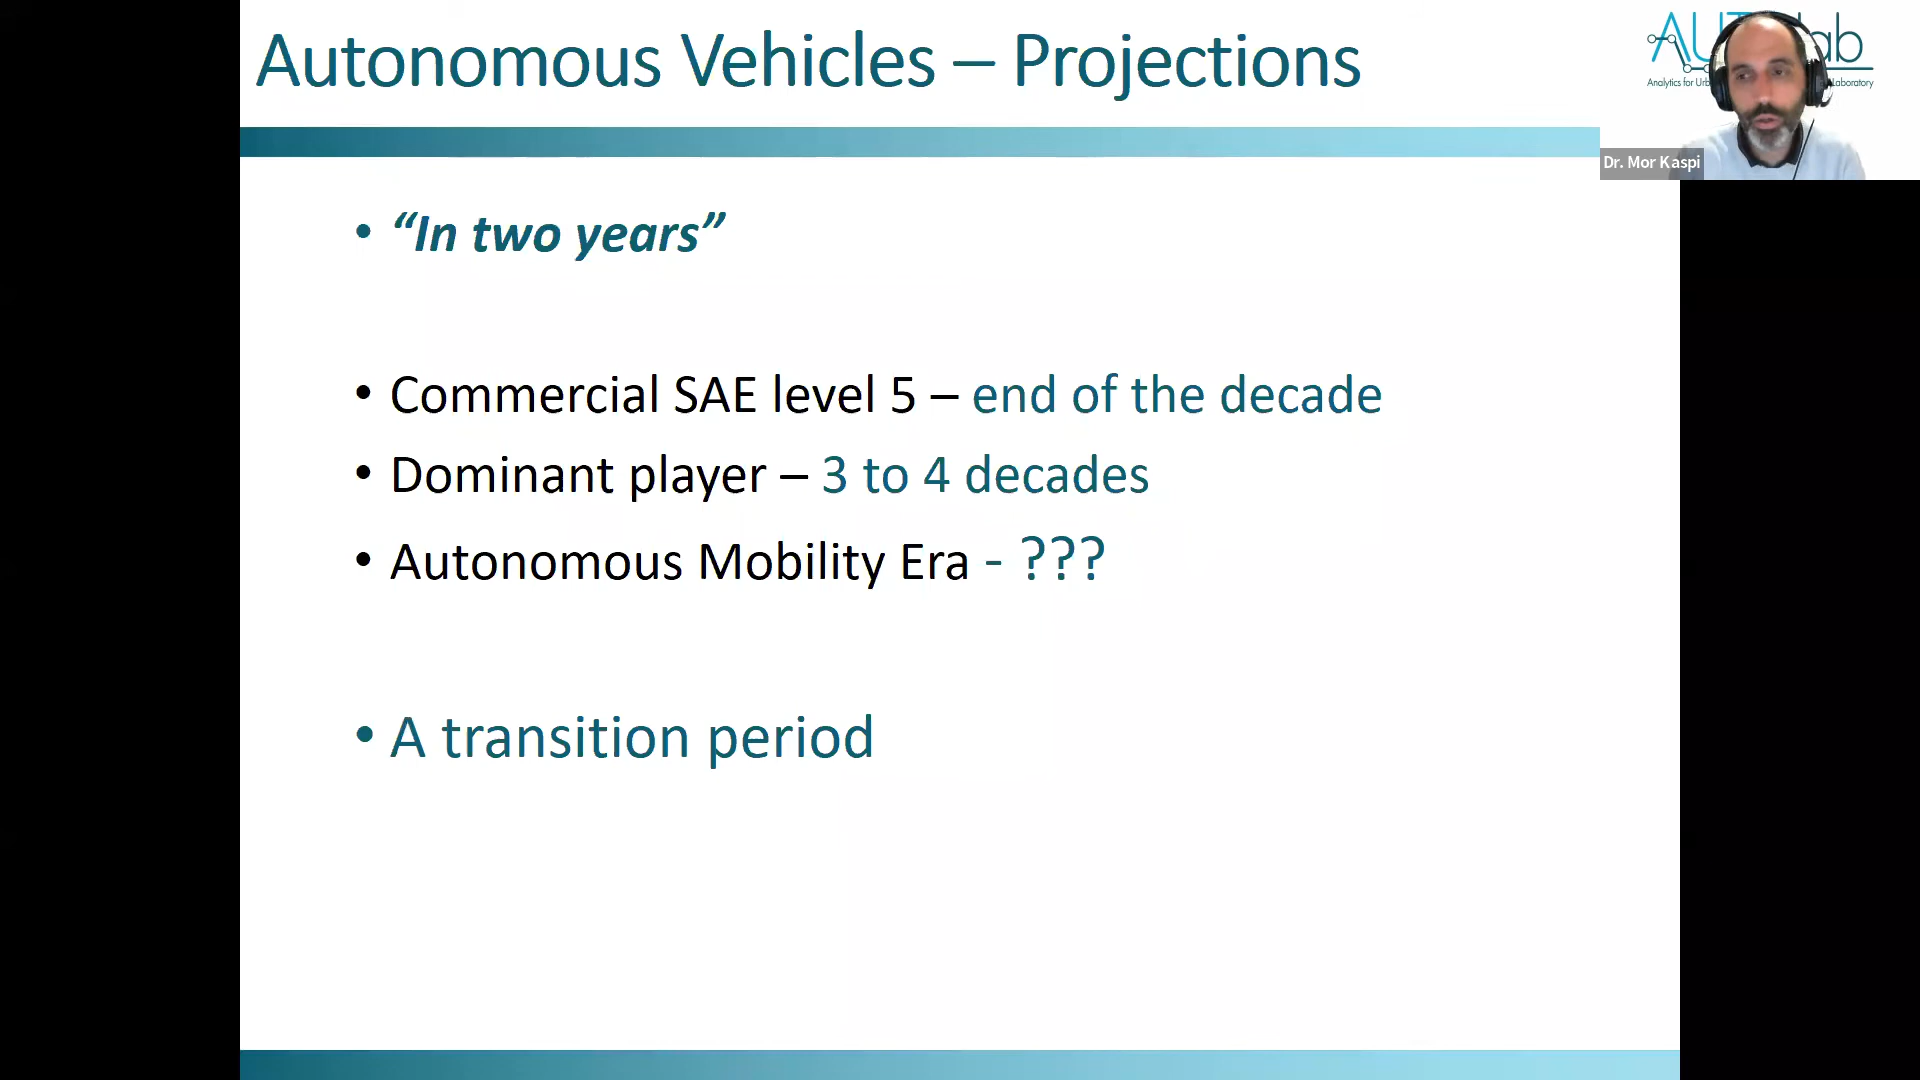 Autonomous Vehicles – Projections
Dr. Mor Kaspi
• “In two years”
• Commercial SAE level 5 – end of the decade
• Dominant player – 3 to 4 decades
• Autonomous Mobility Era - ???
• A transition period